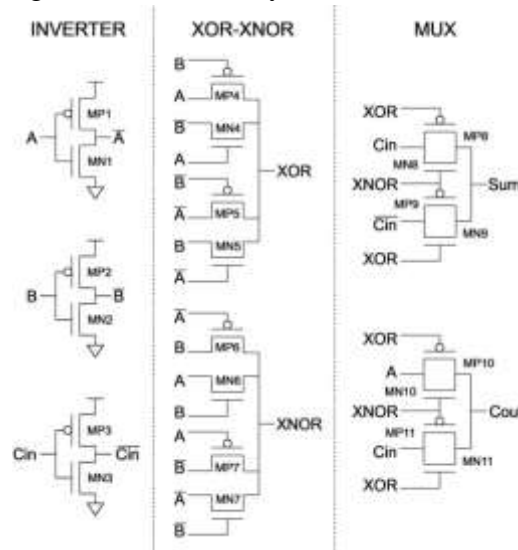 INVERTER
MP1
A
A̅
MN1
MP2
B
B̅
MN2
MP3
Cin
C̅i̅n̅
MN3
XOR-XNOR
B
A
MP4
B̅
MN4
A
XOR
B̅
A̅
MP5
B
MN5
A̅
A̅
B
MP6
A
MN6
B
XNOR
A
B̅
MP7
A̅
MN7
B̅
MUX
XOR
Cin
MP8
MN8
XNOR
Sum
MP9
C̅i̅n̅
MN9
XOR
XOR
A
MP10
MN10
XNOR
Cout
MP11
Cin
MN11
XOR